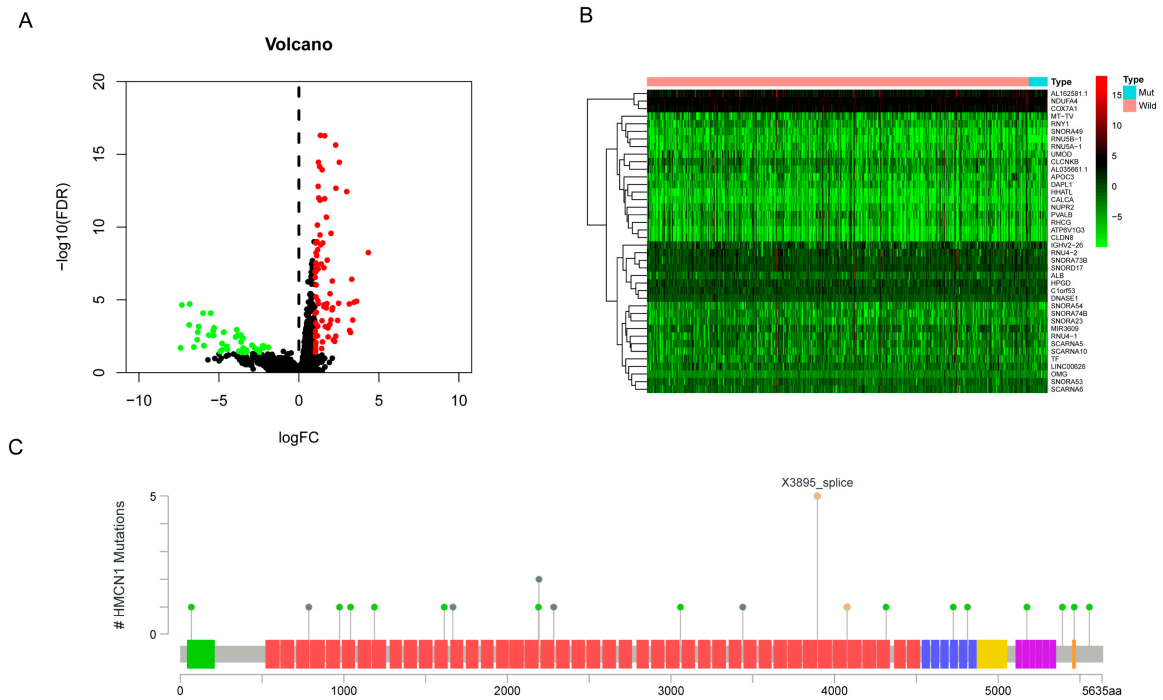 A
Volcano
20
15
10
5
0
−log10(FDR)
−10
−5
0
5
10
logFC
B
Type
AL162581.1
NDUFA4
COX7A1
MT−TV
RNY1
SNORA49
RNU5B−1
RNU5A−1
UMOD
CLCNKB
AL035661.1
APOC3
DAPL1
HHATL
CALCA
NUPR2
PVALB
RHCG
ATP6V1G3
CLDN8
IGHV2−26
RNU4−2
SNORA73B
SNORD17
ALB
HPGD
C1orf53
DNASE1
SNORA54
SNORA74B
SNORA23
MIR3609
RNU4−1
SCARNA5
SCARNA10
TF
LINC00626
OMG
SNORA53
SCARNA6
15
10
5
0
−5
Type
Mut
Wild
C
X3895_splice
5
0
# HMCN1 Mutations
0
1000
2000
3000
4000
5000
5635aa